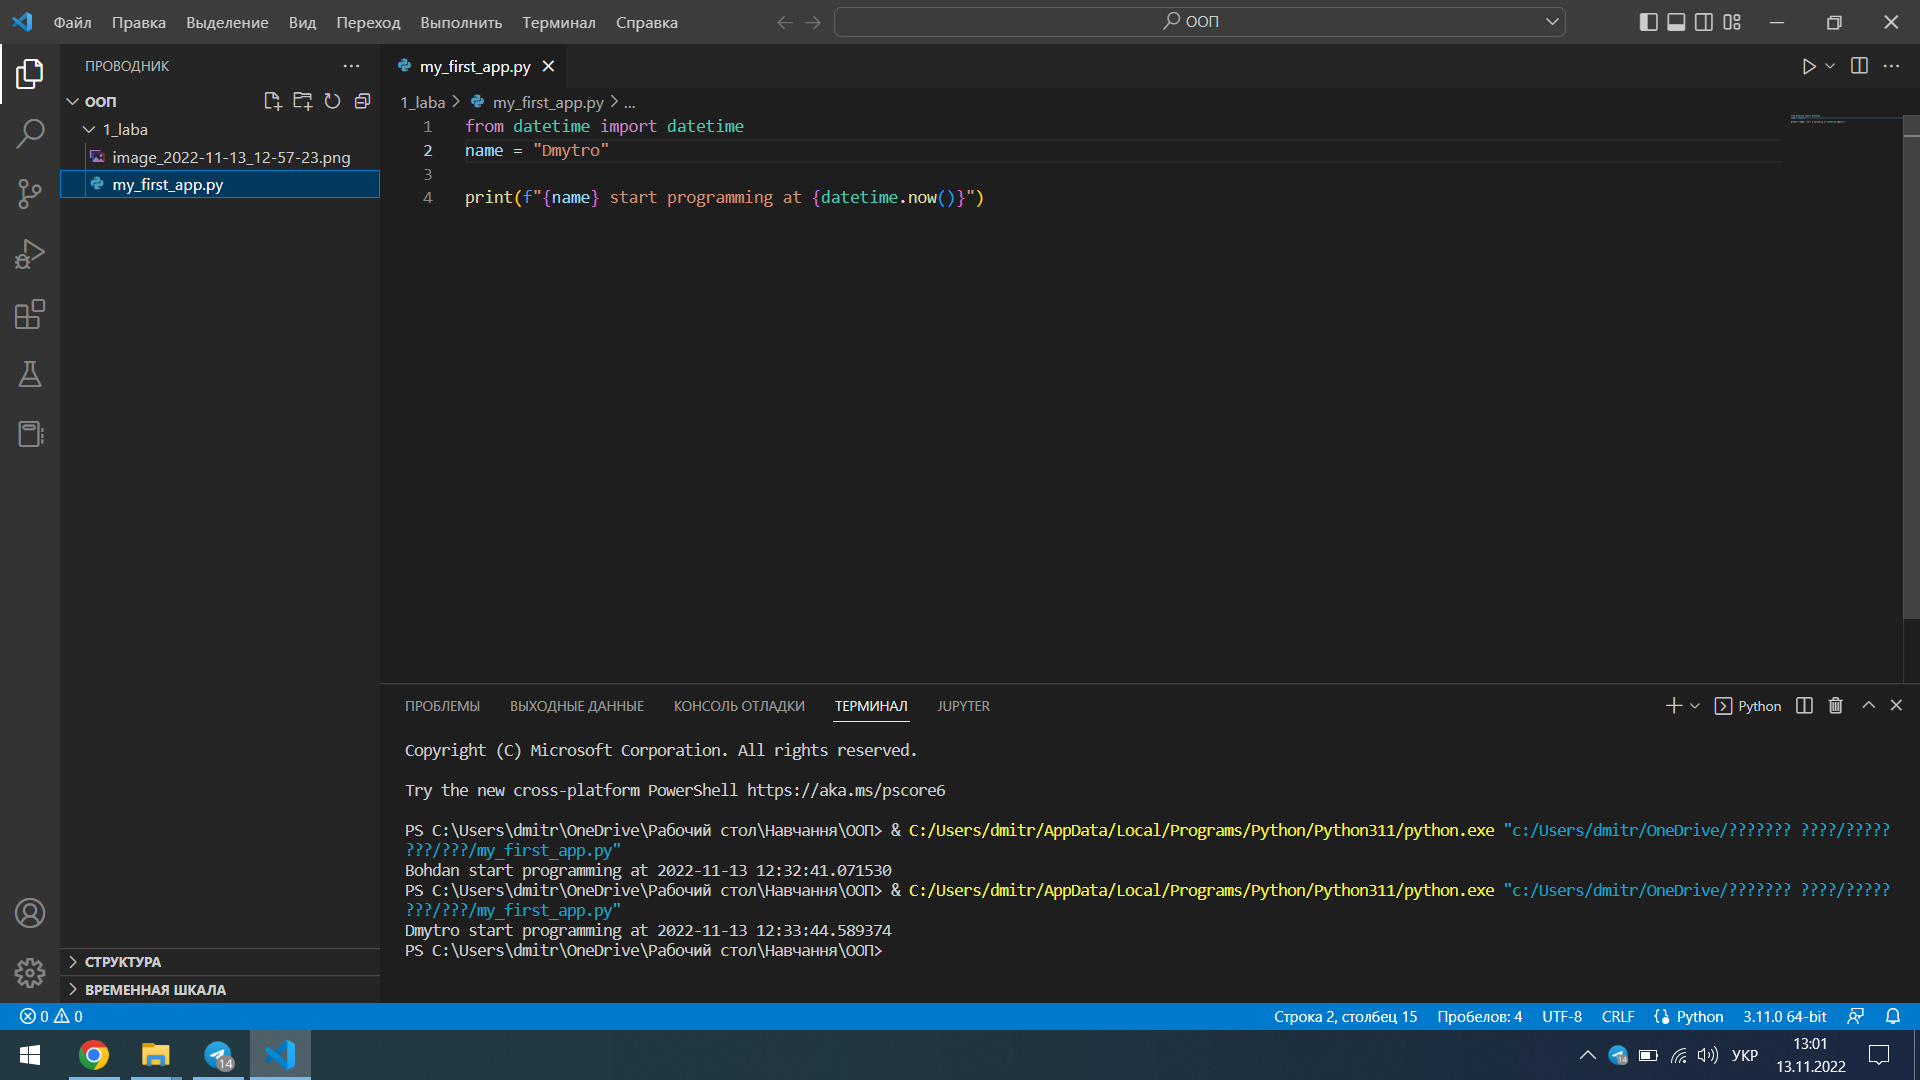 Файл Правка Выделение Вид Переход Выполнить Терминал Справка ООП
ПРОВОДНИК
ООП
1_laba
image_2022-11-13_12-57-23.png
my_first_app.py
my_first_app.py
1_laba > my_first_app.py > ...
1 from datetime import datetime
2 name = "Dmytro"
3
4 print(f"{name} start programming at {datetime.now()}")
ПРОБЛЕМЫ ВЫХОДНЫЕ ДАННЫЕ КОНСОЛЬ ОТЛАДКИ ТЕРМИНАЛ JUPYTER Python
Copyright (C) Microsoft Corporation. All rights reserved.
Try the new cross-platform PowerShell https://aka.ms/pscore6
PS C:\Users\dmitr\OneDrive\Рабочий стол\Навчання\ООП> & C:/Users/dmitr/AppData/Local/Programs/Python/Python311/python.exe "c:/Users/dmitr/OneDrive/??????? ????/?????
???/???/my_first_app.py"
Bohdan start programming at 2022-11-13 12:32:41.071530
PS C:\Users\dmitr\OneDrive\Рабочий стол\Навчання\ООП> & C:/Users/dmitr/AppData/Local/Programs/Python/Python311/python.exe "c:/Users/dmitr/OneDrive/??????? ????/?????
???/???/my_first_app.py"
Dmytro start programming at 2022-11-13 12:33:44.589374
PS C:\Users\dmitr\OneDrive\Рабочий стол\Навчання\ООП>
СТРУКТУРА
ВРЕМЕННАЯ ШКАЛА
0 0 Строка 2, столбец 15 Пробелов: 4 UTF-8 CRLF Python 3.11.0 64-bit
14 14 УКР 13:01
13.11.2022